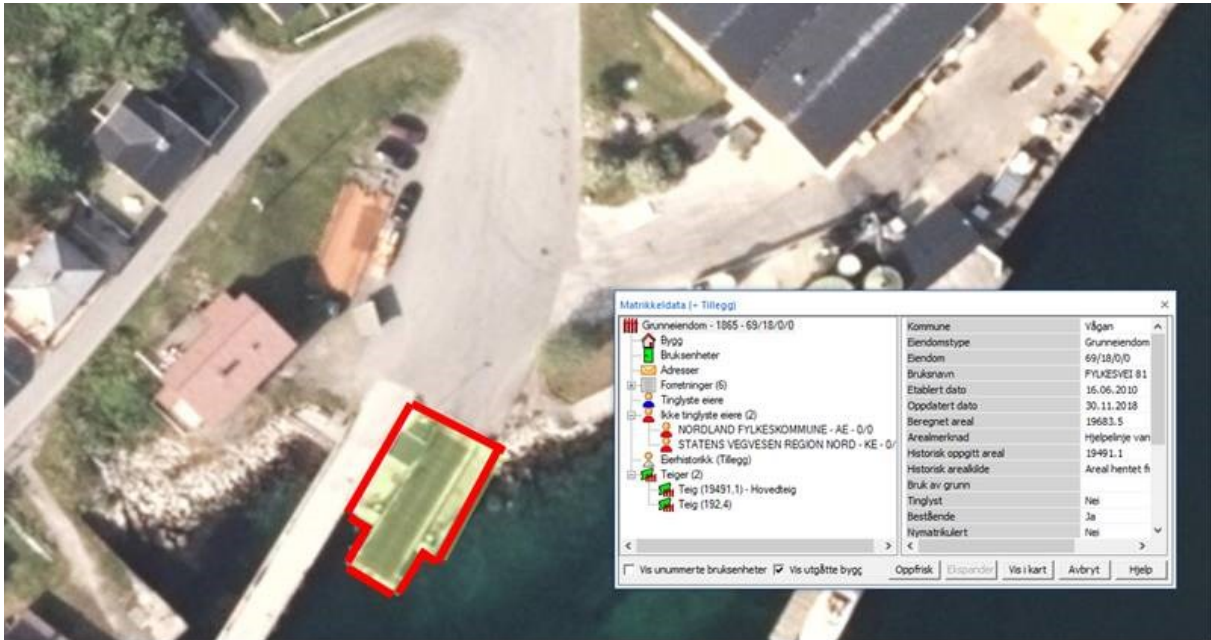 Matrikkeldata (+ Tillegg)
Grunneiendom - 1865 - 69/18/0/0
Bygg
Bruksenheter
Adresser
Forretninger (6)
Tinglyste eiere
Ikke tinglyste eiere (2)
NORDLAND FYLKESKOMMUNE - AE - 0/0
STATENS VEGVESEN REGION NORD - KE - 0/
Eierhistorikk (Tillegg)
Teiger (2)
Teig (19491,1) - Hovedteig
Teig (192,4)
Kommune Vågan
Eiendomstype Grunneiendom
Eiendom 69/18/0/0
Bruksnavn FYLKESVEI 81
Etablert dato 16.06.2010
Oppdatert dato 30.11.2018
Beregnet areal 19683.5
Arealmerknad Hjelpelinje van
Historisk oppgitt areal 19491.1
Historisk arealkilde Areal hentet fr
Bruk av grunn
Tinglyst Nei
Bestående Ja
Nymatrikulert Nei
Vis unummerte bruksenheter Vis utgåtte bygg Oppfrisk Ekspander Vis i kart Avbryt Hjelp